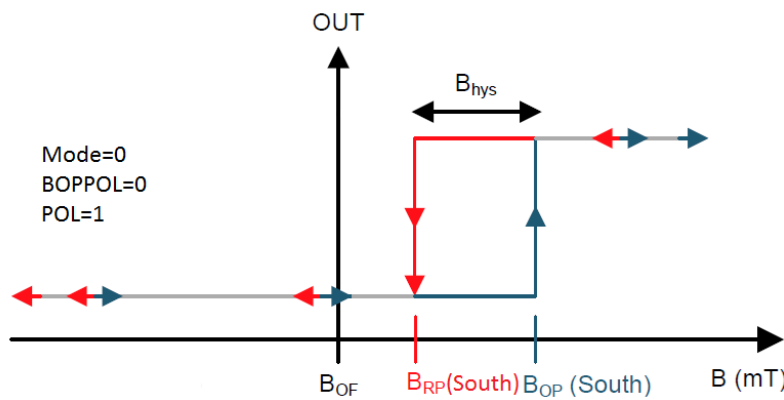 OUT
Bhys
Mode=0
BOPPOL=0
POL=1
BOF
BRP(South)
BOP (South)
B (mT)